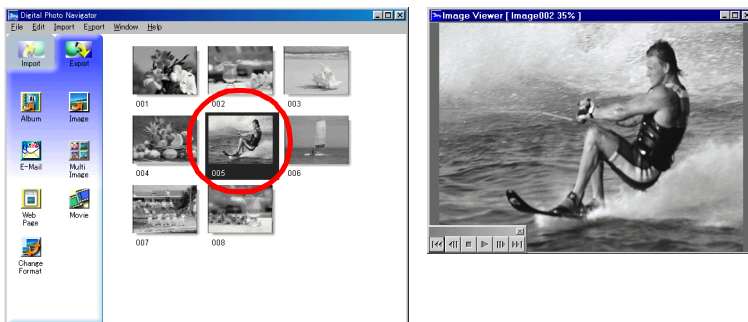 Digital Photo Navigator
File Edit Import Export Window Help
Import Export
Album Image
E-Mail Multi Image
Web Page Movie
Change Format
001 002 003
004 005 006
007 008
Image Viewer [ Image002 35% ]